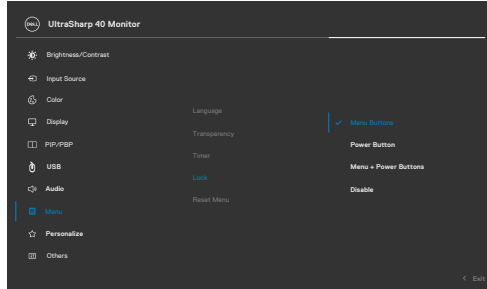 DELL UltraSharp 40 Monitor
Brightness/Contrast
Input Source
Color
Display
PIP/PBP
USB
Audio
Menu
Personalize
Others
Language
Transparency
Timer
Lock
Reset Menu
Menu Buttons
Power Button
Menu + Power Buttons
Disable
Exit